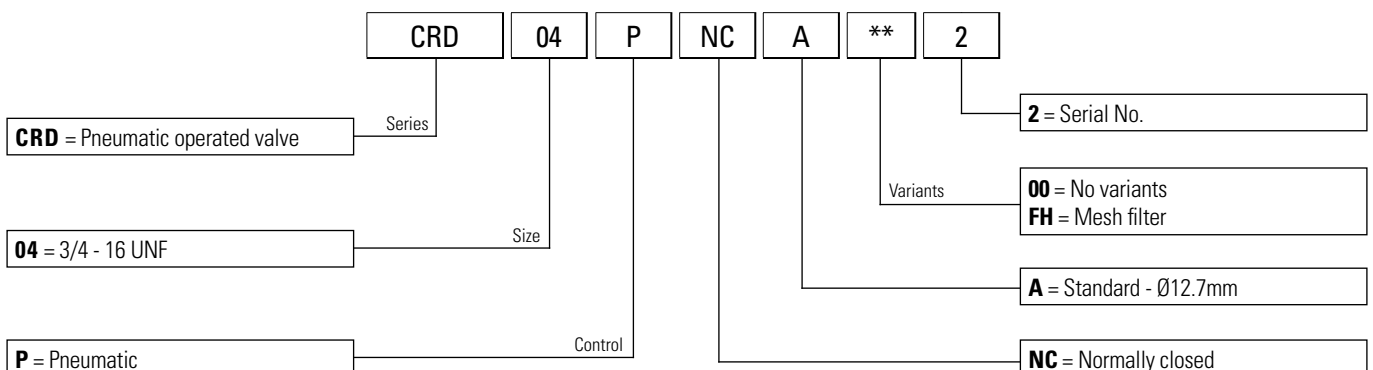 CRD 04 P NC A ** 2
2 = Serial No.
Series
CRD = Pneumatic operated valve
Variants
00 = No variants
FH = Mesh filter
Size
04 = 3/4 - 16 UNF
A = Standard - Ø12.7mm
Control
P = Pneumatic
NC = Normally closed